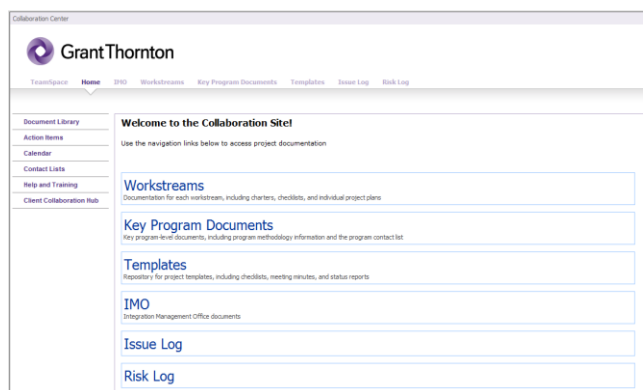 Collaboration Center
GrantThornton
TeamSpace Home IMO Workstreams Key Program Documents Templates Issue Log Risk Log
Document Library
Action Items
Calendar
Contact Lists
Help and Training
Client Collaboration Hub
Welcome to the Collaboration Site!
Use the navigation links below to access project documentation
Workstreams
Documentation for each workstream, including charters, checklists, and individual project plans
Key Program Documents
Key program-level documents, including program methodology information and the program contact list
Templates
Repository for project templates, including checklists, meeting minutes, and status reports
IMO
Integration Management Office documents
Issue Log
Risk Log